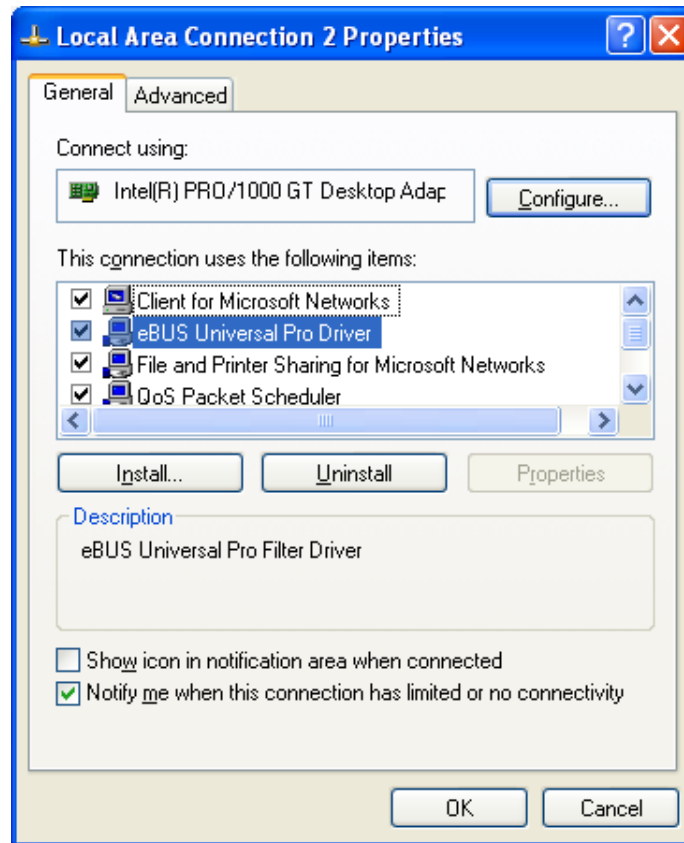 Local Area Connection 2 Properties
General Advanced
Connect using:
Intel(R) PRO/1000 GT Desktop Adap Configure...
This connection uses the following items:
Client for Microsoft Networks
eBUS Universal Pro Driver
File and Printer Sharing for Microsoft Networks
QoS Packet Scheduler
Install... Uninstall Properties
Description
eBUS Universal Pro Filter Driver
Show icon in notification area when connected
Notify me when this connection has limited or no connectivity
OK Cancel